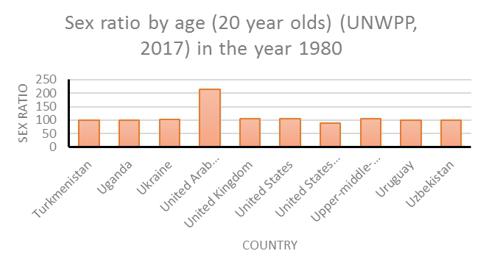 Sex ratio by age (20 year olds) (UNWPP,
2017) in the year 1980
SEX RATIO
250
200
150
100
50
0
Turkmenistan
Uganda
Ukraine
United Arab...
United Kingdom
United States
United States...
Upper-middle-...
Uruguay
Uzbekistan
COUNTRY